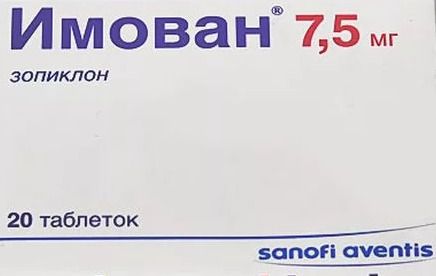 Имован® 7,5 мг
зопиклон
20 таблеток
sanofi aventis